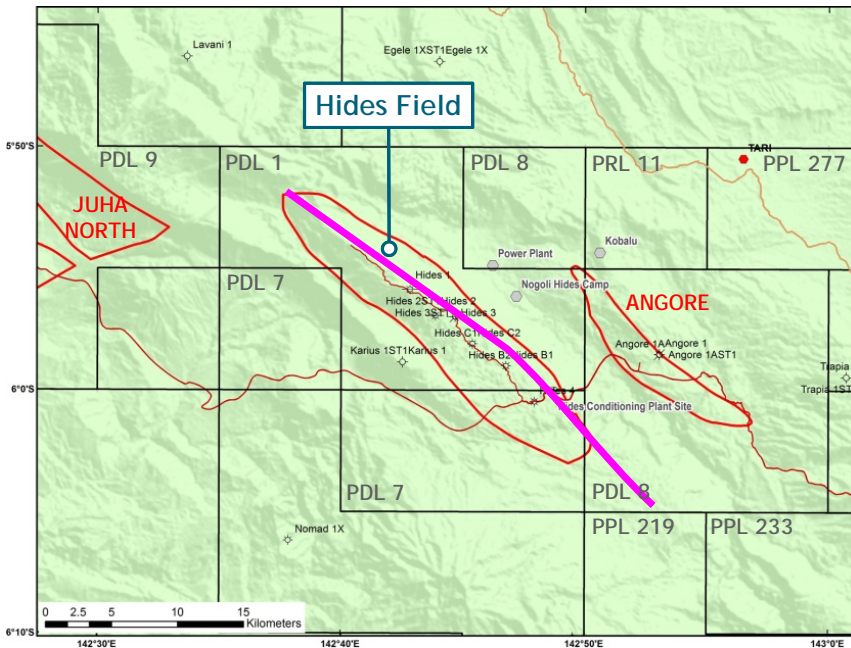 Lavani 1
Egele 1XST1Egele 1X
Hides Field
5°50'S
PDL 9
PDL 1
PDL 8
PRL 11
TARI
PPL 277
JUHA
NORTH
Kobalu
Power Plant
PDL 7
Hides 1
Nogoli Hides Camp
ANGORE
Hides 2ST1Hides 2
Hides 3ST1Hides 3
Hides C1Hides C2
Angore 1AAngore 1
Angore 1AST1
Karius 1ST1Karius 1
Hides B2Hides B1
Trapia
Trapia 1ST
6°0'S
Hides 4
Hides Conditioning Plant Site
PDL 7
PDL 8
PPL 219
PPL 233
Nomad 1X
0 2.5 5 10 15
Kilometers
6°10'S
142°30'E
142°40'E
142°50'E
143°0'E